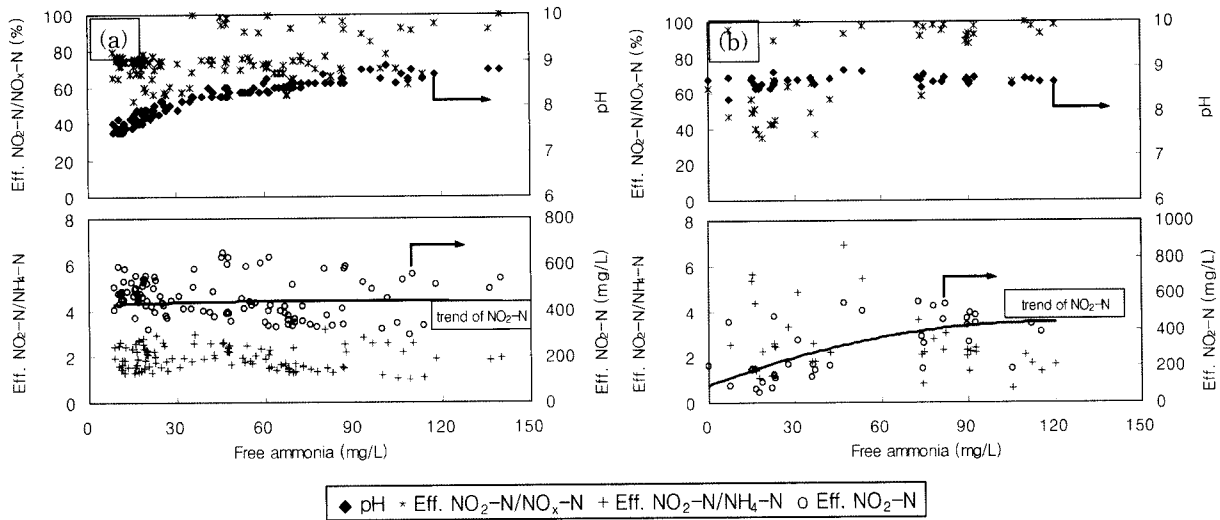 (a)
Eff. NO₂-N/NOₓ-N (%)
100
80
60
40
20
0
10
9
8
7
6
pH
Eff. NO₂-N/NH₄-N
8
6
4
2
0
800
600
400
200
0
Eff. NO₂-N (mg/L)
trend of NO₂-N
0 30 60 90 120 150
Free ammonia (mg/L)
(b)
Eff. NO₂-N/NOₓ-N (%)
100
80
60
40
20
0
10
9
8
7
6
pH
Eff. NO₂-N/NH₄-N
8
6
4
2
0
1000
800
600
400
200
0
Eff. NO₂-N (mg/L)
trend of NO₂-N
0 30 60 90 120 150
Free ammonia (mg/L)
◆ pH * Eff. NO₂-N/NOₓ-N + Eff. NO₂-N/NH₄-N o Eff. NO₂-N